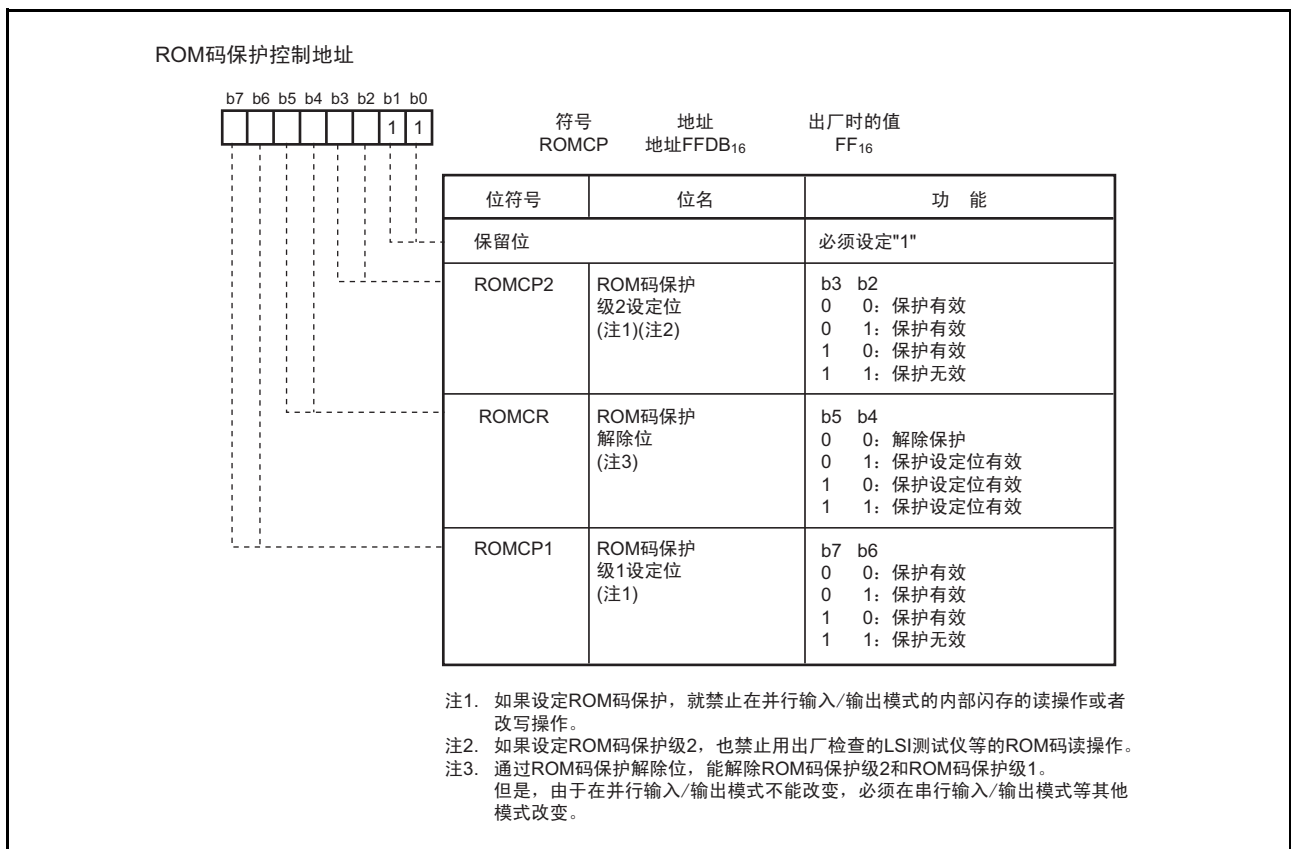 ROM码保护控制地址
b7 b6 b5 b4 b3 b2 b1 b0
1 1
符号 地址 出厂时的值
ROMCP 地址FFDB₁₆ FF₁₆
位符号 位名 功 能
保留位 必须设定"1"
ROMCP2 ROM码保护 b3 b2
级2设定位 0 0：保护有效
(注1)(注2) 0 1：保护有效
1 0：保护有效
1 1：保护无效
ROMCR ROM码保护 b5 b4
解除位 0 0：解除保护
(注3) 0 1：保护设定位有效
1 0：保护设定位有效
1 1：保护设定位有效
ROMCP1 ROM码保护 b7 b6
级1设定位 0 0：保护有效
(注1) 0 1：保护有效
1 0：保护有效
1 1：保护无效
注1. 如果设定ROM码保护，就禁止在并行输入/输出模式的内部闪存的读操作或者
改写操作。
注2. 如果设定ROM码保护级2，也禁止用出厂检查的LSI测试仪等的ROM码读操作。
注3. 通过ROM码保护解除位，能解除ROM码保护级2和ROM码保护级1。
但是，由于在并行输入/输出模式不能改变，必须在串行输入/输出模式等其他
模式改变。